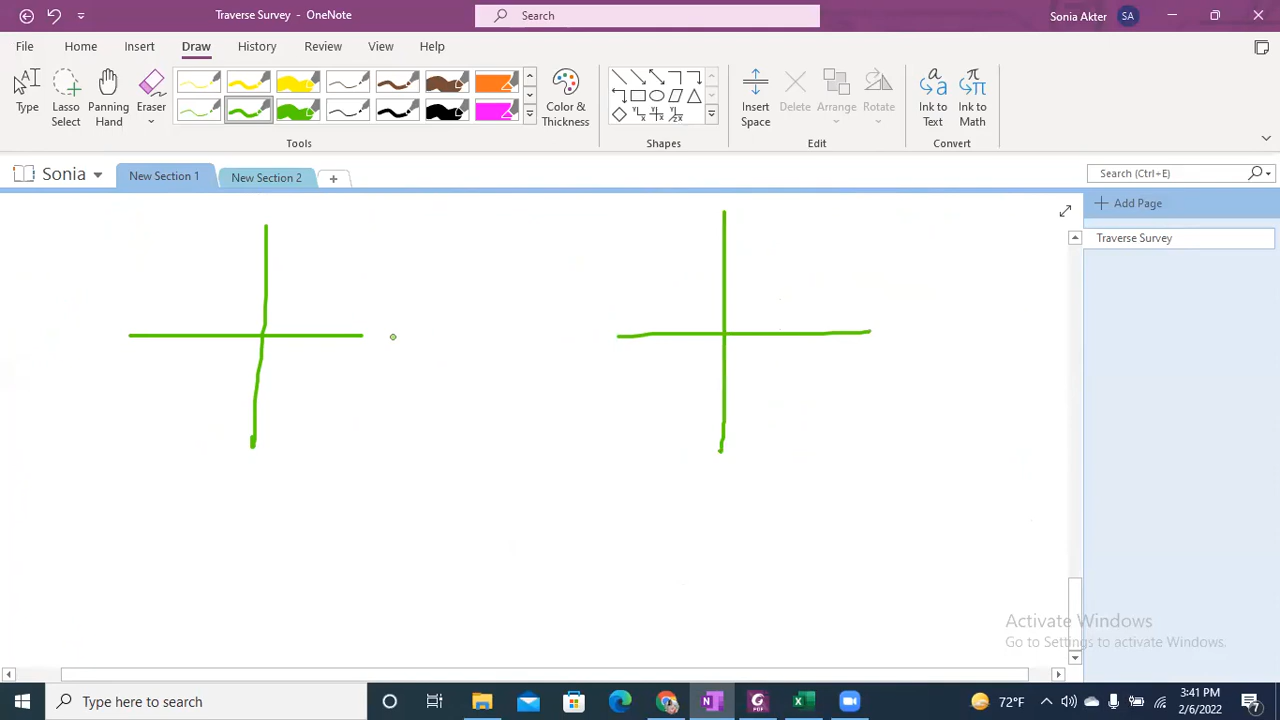 Traverse Survey - OneNote
Search
Sonia Akter
SA
File
Home
Insert
Draw
History
Review
View
Help
Type
Lasso
Select
Panning
Hand
Eraser
Color &
Thickness
Insert
Space
Delete
Arrange
Rotate
a
a
Ink to
Text
π
π
Ink to
Math
Tools
Shapes
Edit
Convert
Sonia
New Section 1
New Section 2
+
Search (Ctrl+E)
Add Page
Traverse Survey
Activate Windows
Go to Settings to activate Windows.
Type here to search
72°F
3:41 PM
2/6/2022
7